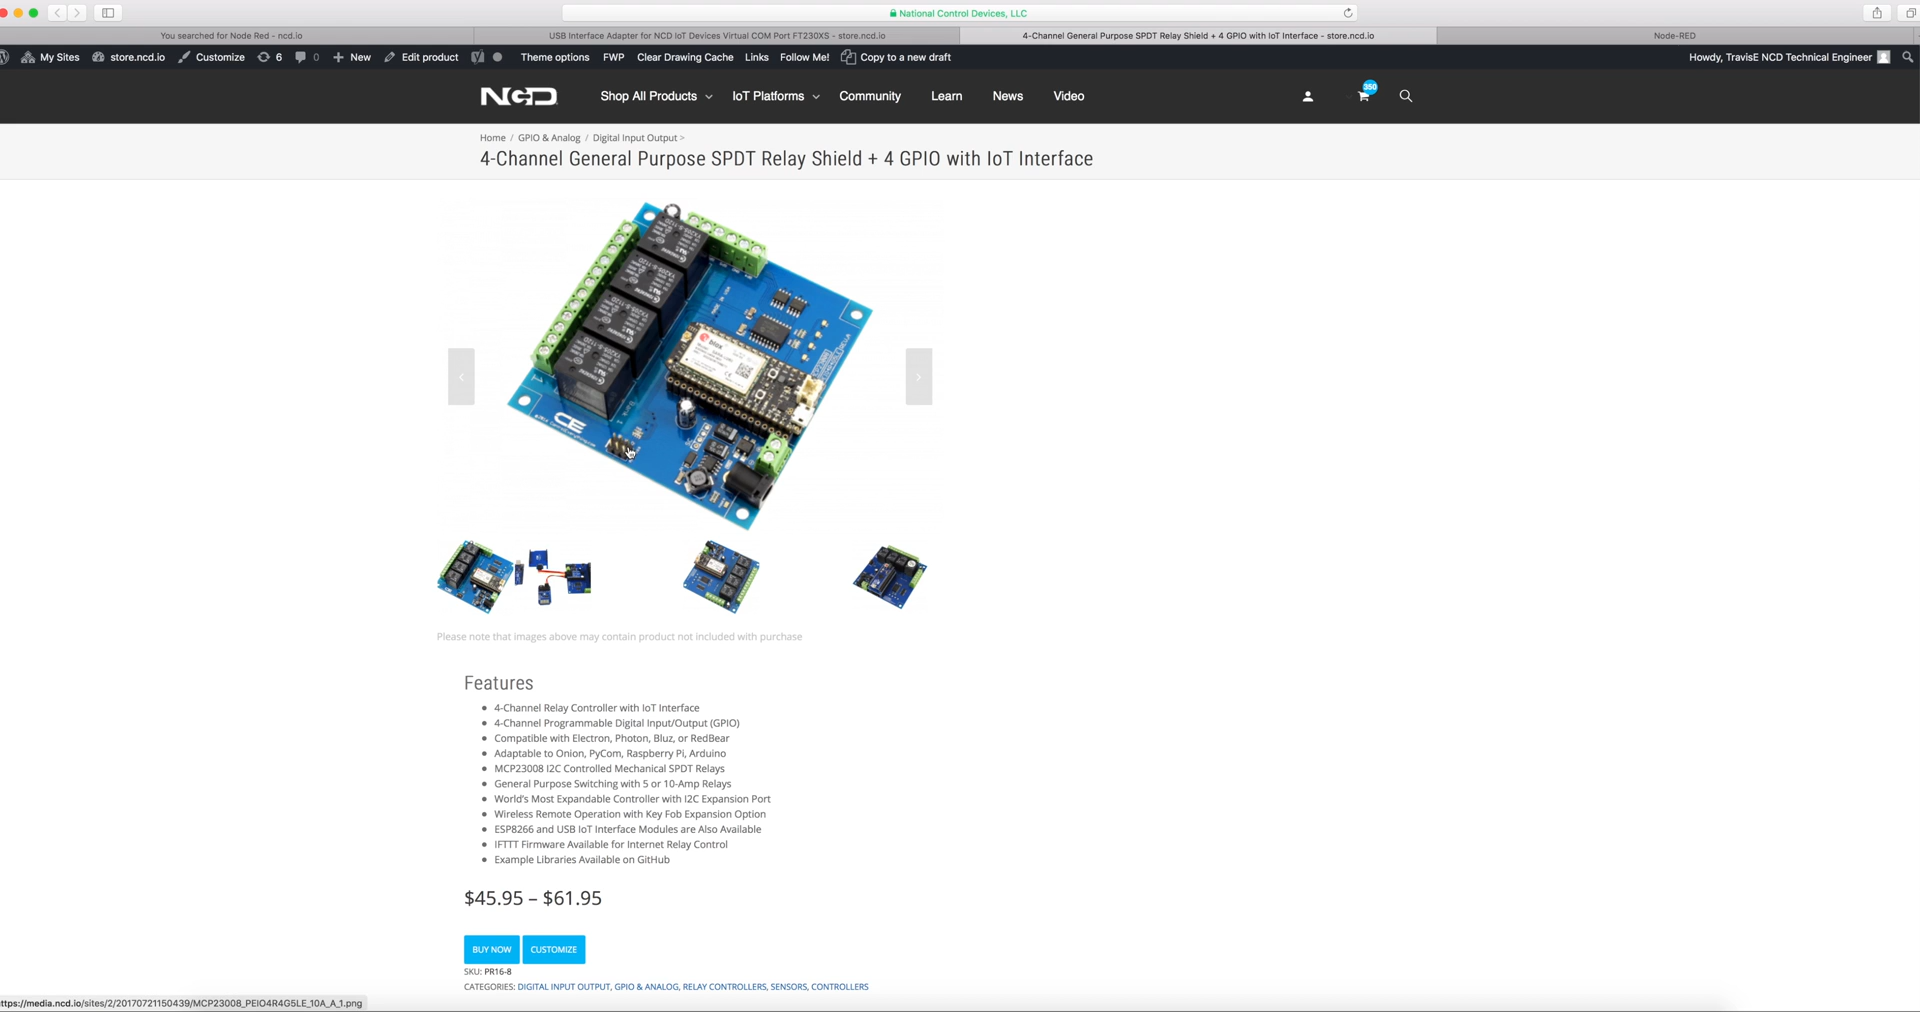 National Control Devices, LLC
You searched for Node Red - ncd.io
USB Interface Adapter for NCD IoT Devices Virtual COM Port FT230XS - store.ncd.io
4-Channel General Purpose SPDT Relay Shield + 4 GPIO with IoT Interface - store.ncd.io
Node-RED
My Sites
store.ncd.io
Customize
6
0
New
Edit product
Theme options
FWP
Clear Drawing Cache
Links
Follow Me!
Copy to a new draft
Howdy, TravisE NCD Technical Engineer
NCD
Shop All Products
IoT Platforms
Community
Learn
News
Video
350
Home / GPIO & Analog / Digital Input Output >
4-Channel General Purpose SPDT Relay Shield + 4 GPIO with IoT Interface
CE
Please note that images above may contain product not included with purchase
Features
4-Channel Relay Controller with IoT Interface
4-Channel Programmable Digital Input/Output (GPIO)
Compatible with Electron, Photon, Bluz, or RedBear
Adaptable to Onion, PyCom, Raspberry Pi, Arduino
MCP23008 I2C Controlled Mechanical SPDT Relays
General Purpose Switching with 5 or 10-Amp Relays
World's Most Expandable Controller with I2C Expansion Port
Wireless Remote Operation with Key Fob Expansion Option
ESP8266 and USB IoT Interface Modules are Also Available
IFTTT Firmware Available for Internet Relay Control
Example Libraries Available on GitHub
$45.95 – $61.95
BUY NOW
CUSTOMIZE
SKU: PR16-8
CATEGORIES: DIGITAL INPUT OUTPUT, GPIO & ANALOG, RELAY CONTROLLERS, SENSORS, CONTROLLERS
ttps://media.ncd.io/sites/2/20170721150439/MCP23008_PEIO4R4G5LE_10A_A_1.png